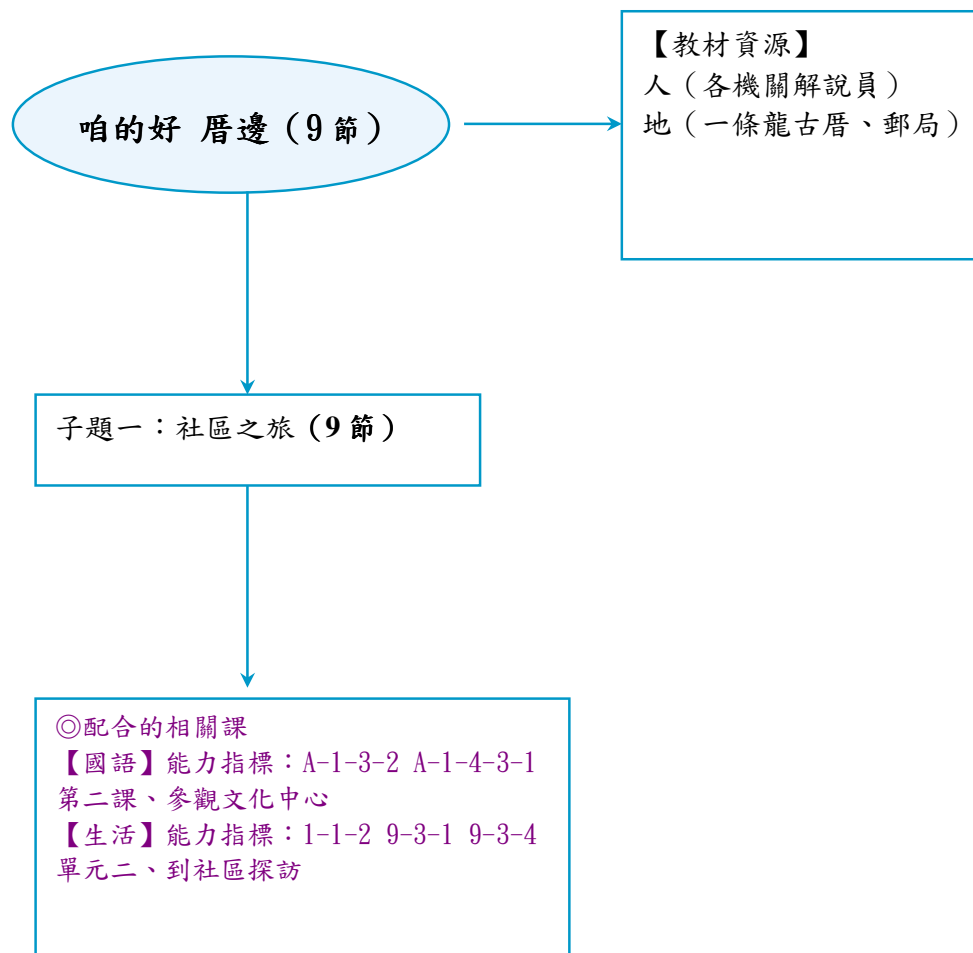 咱的好 厝邊（9節）
【教材資源】
人（各機關解說員）
地（一條龍古厝、郵局）
子題一：社區之旅（9節）
◎配合的相關課
【國語】能力指標：A-1-3-2 A-1-4-3-1
第二課、參觀文化中心
【生活】能力指標：1-1-2 9-3-1 9-3-4
單元二、到社區探訪